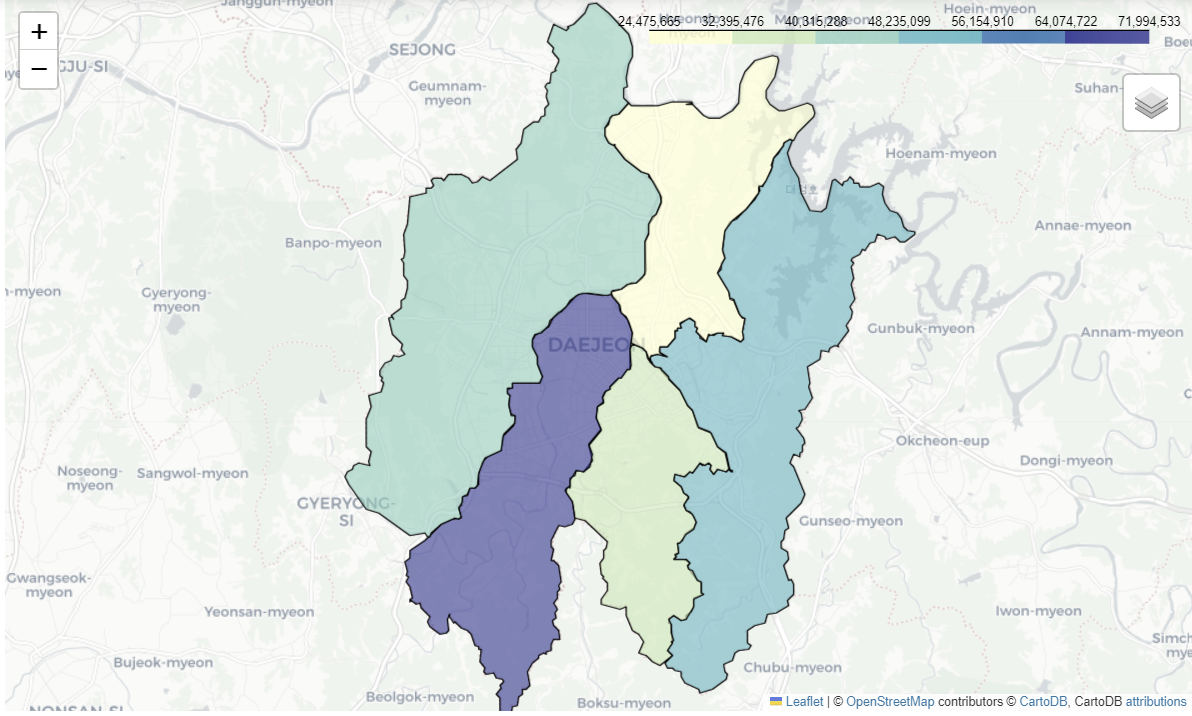 Janggun-myeon
Hoein-myeon
24,475,665 32,395,476 40,315,288 48,235,099 56,154,910 64,074,722 71,994,533
+
−
SEJONG
GJU-SI
Geumnam-
myeon
Suhan-
Hoenam-myeon
대청호
Annae-myeon
Banpo-myeon
n-myeon
Gyeryong-
myeon
Gunbuk-myeon
Annam-myeon
DAEJEON
Okcheon-eup
Dongi-myeon
Noseong-
myeon
Sangwol-myeon
GYERYONG-
SI
Gunseo-myeon
Gwangseok-
myeon
Yeonsan-myeon
Iwon-myeon
Simch
mye
Bujeok-myeon
Chubu-myeon
Beolgok-myeon
Boksu-myeon
NONSAN-SI
Leaflet | © OpenStreetMap contributors © CartoDB, CartoDB attributions